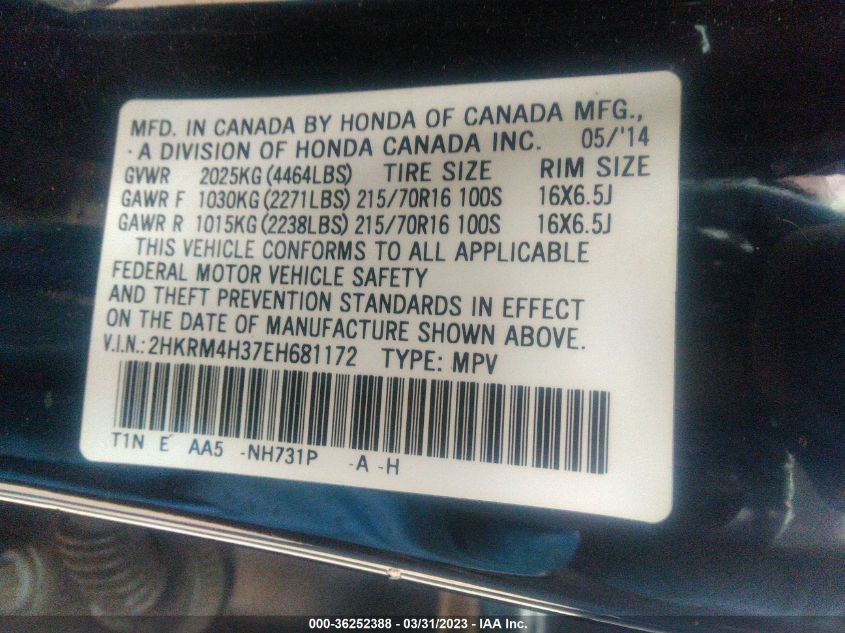 MFD. IN CANADA BY HONDA OF CANADA MFG.,
A DIVISION OF HONDA CANADA INC. 05/'14
GVWR 2025KG (4464LBS) TIRE SIZE RIM SIZE
GAWR F 1030KG (2271LBS) 215/70R16 100S 16X6.5J
GAWR R 1015KG (2238LBS) 215/70R16 100S 16X6.5J
THIS VEHICLE CONFORMS TO ALL APPLICABLE
FEDERAL MOTOR VEHICLE SAFETY
AND THEFT PREVENTION STANDARDS IN EFFECT
ON THE DATE OF MANUFACTURE SHOWN ABOVE.
V.I.N.: 2HKRM4H37EH681172 TYPE: MPV
T1N E AA5 -NH731P -A -H
000-36252388 - 03/31/2023 - IAA Inc.